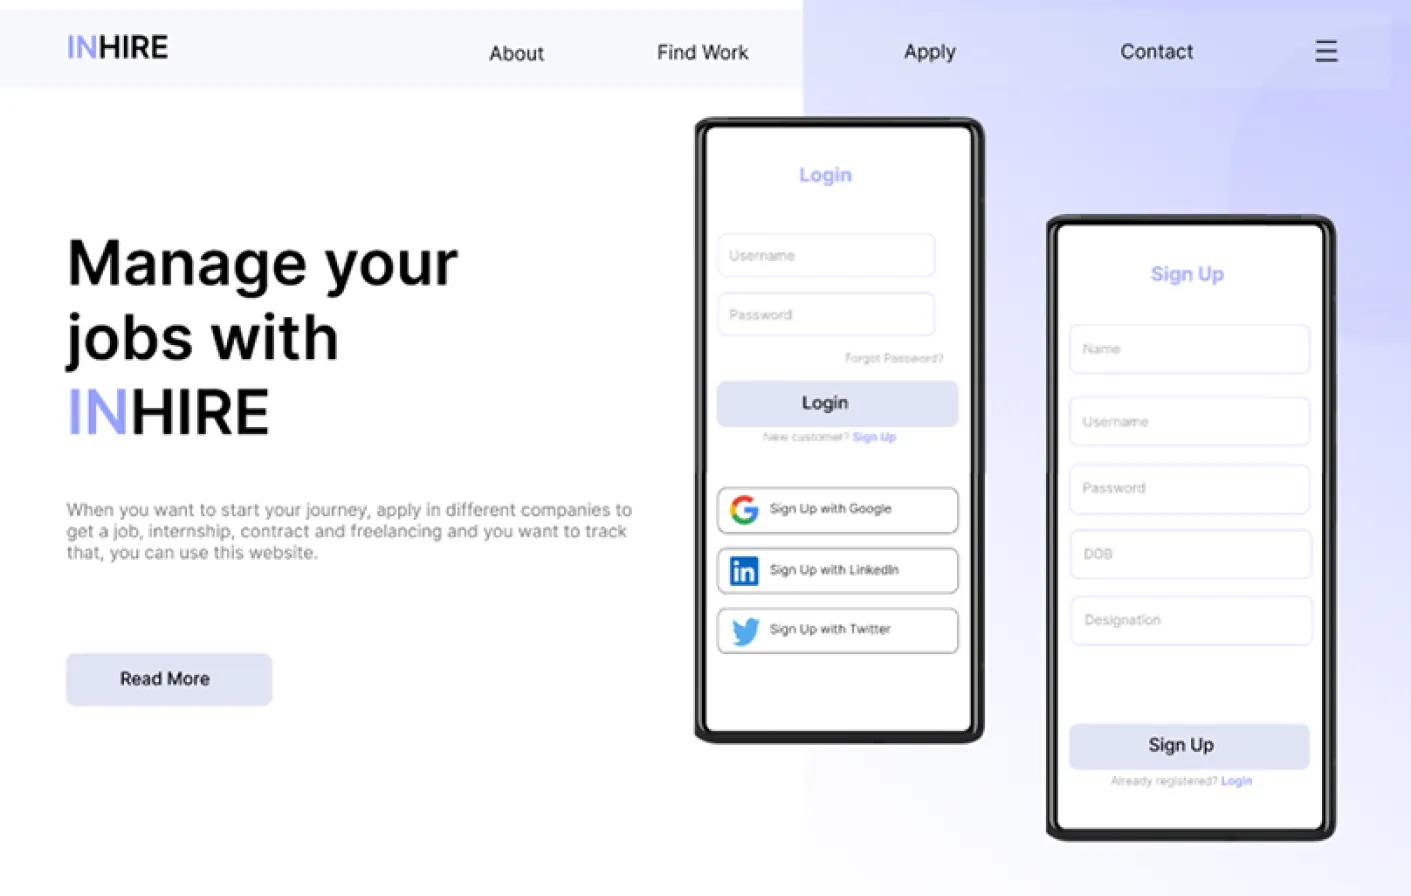 INHIRE
About
Find Work
Apply
Contact
Manage your
jobs with
INHIRE
When you want to start your journey, apply in different companies to
get a job, internship, contract and freelancing and you want to track
that, you can use this website.
Read More
Login
Username
Password
Forgot Password?
Login
New customer? Sign Up
Sign Up with Google
in
Sign Up with LinkedIn
Sign Up with Twitter
Sign Up
Name
Username
Password
DOB
Designation
Sign Up
Already registered? Login